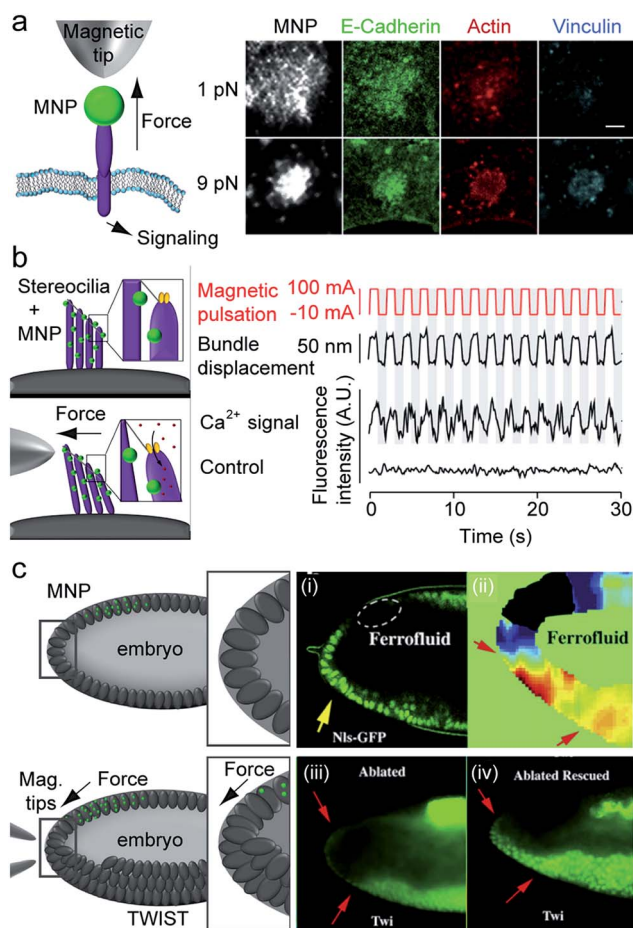 a
Magnetic
tip
MNP
Force
Signaling
MNP E-Cadherin Actin Vinculin
1 pN
9 pN
b
Stereocilia
+
MNP
Force
Magnetic
pulsation
100 mA
-10 mA
Bundle
displacement
50 nm
Ca2+ signal
Control
Fluorescence
intensity (A.U.)
0 10 20 30
Time (s)
c
MNP
embryo
Mag.
tips
Force
embryo
TWIST
Force
(i)
Ferrofluid
Nls-GFP
(ii)
Ferrofluid
(iii)
Ablated
Twi
(iv)
Ablated Rescued
Twi